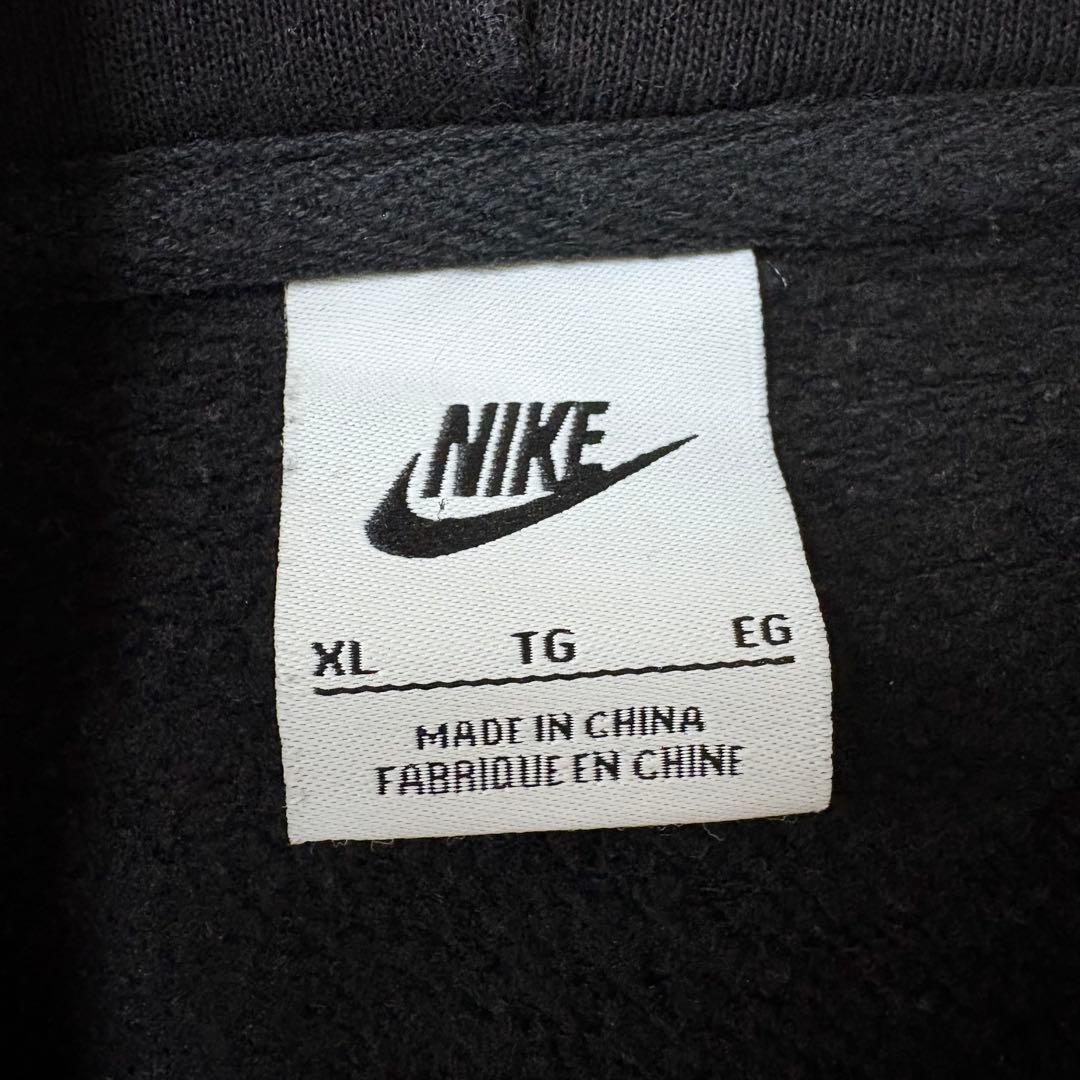 NIKE
XL TG EG
MADE IN CHINA
FABRIQUE EN CHINE